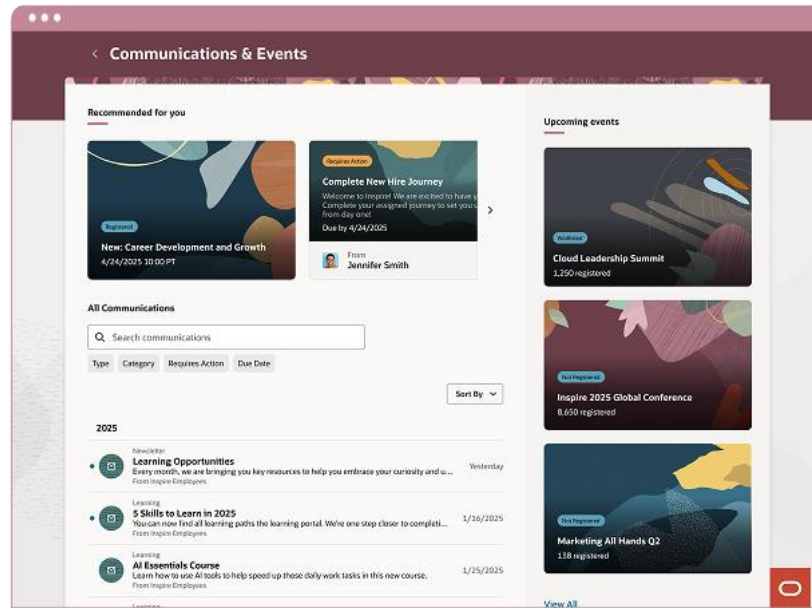 Communications & Events
Recommended for you
Registered
New: Career Development and Growth
4/24/2025 10:00 PT
Requires Action
Complete New Hire Journey
Welcome to Inspire! We are excited to have y
Complete your assigned journey to set you u
from day one!
Due by 4/24/2025
From
Jennifer Smith
All Communications
Search communications
Type Category Requires Action Due Date
Sort By
2025
Newsletter
Learning Opportunities
Every month, we are bringing you key resources to help you embrace your curiosity and u...
From Inspire Employees
Yesterday
Learning
5 Skills to Learn in 2025
You can now find all learning paths the learning portal. We're one step closer to completi...
From Inspire Employees
1/16/2025
Learning
AI Essentials Course
Learn how to use AI tools to help speed up those daily work tasks in this new course.
From Inspire Employees
1/25/2025
Learning
Upcoming events
Waitlisted
Cloud Leadership Summit
1,250 registered
Not Registered
Inspire 2025 Global Conference
8,650 registered
Not Registered
Marketing All Hands Q2
138 registered
View All